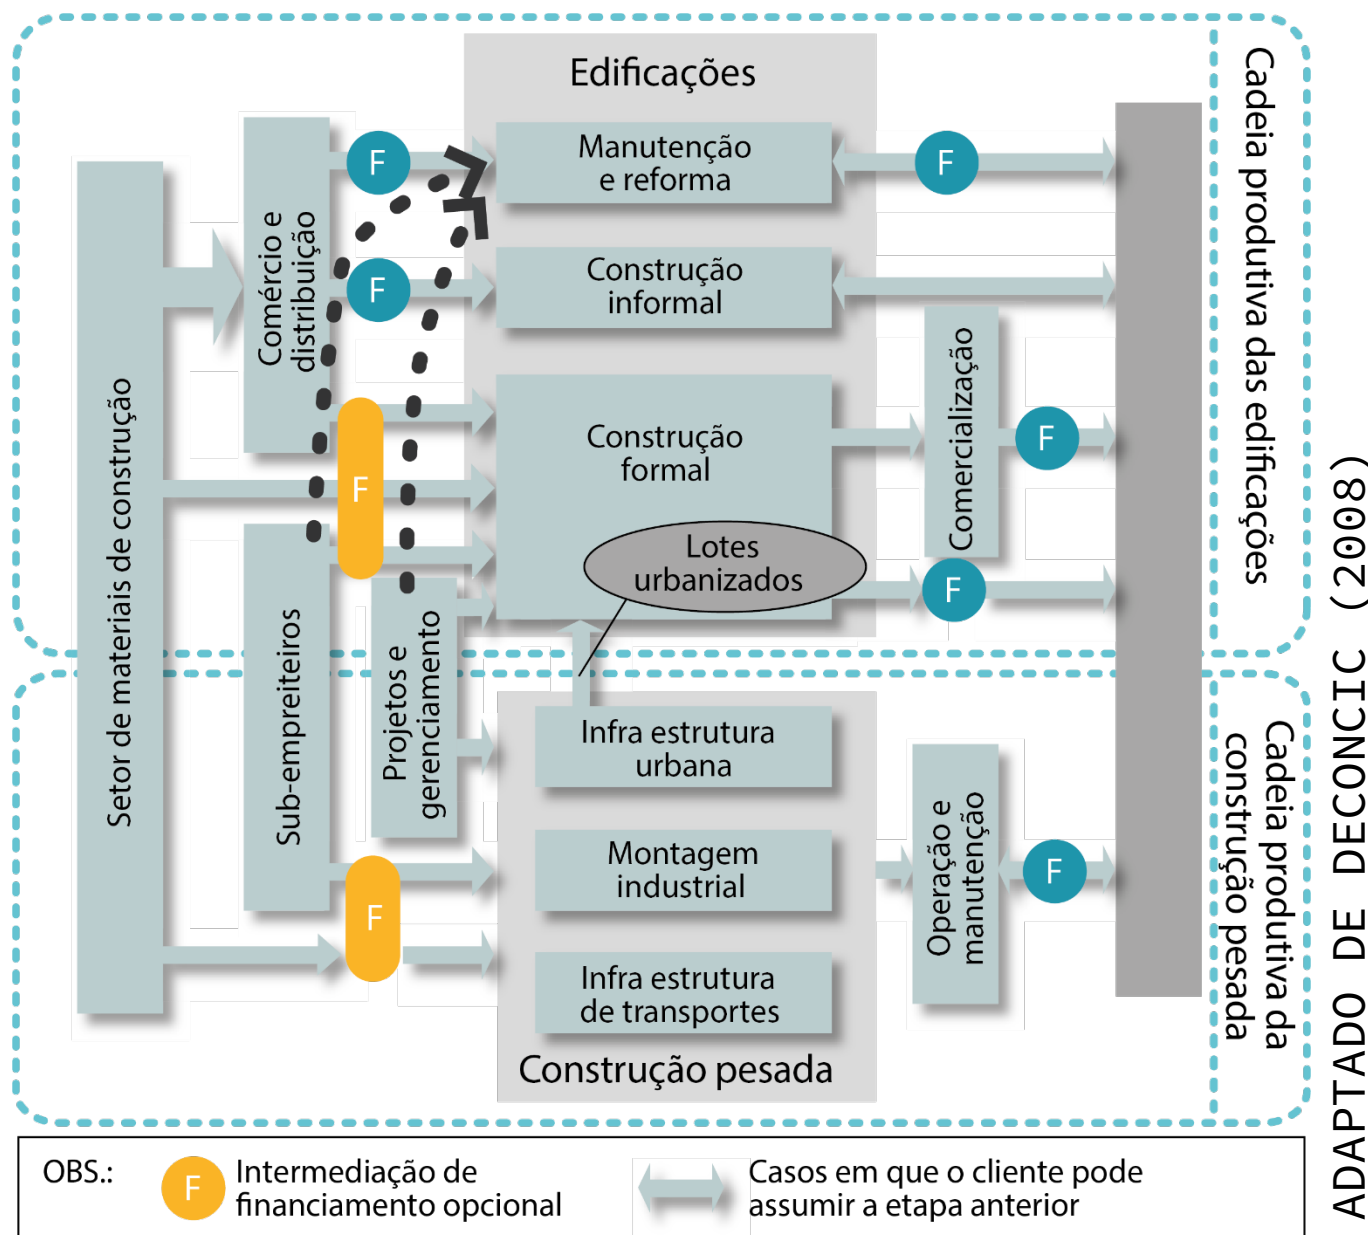 Edificações
Manutenção
e reforma
F
F
Comércio e
distribuição
Construção
informal
F
Setor de materiais de construção
Construção
formal
F
Comercialização
F
Lotes
urbanizados
F
Cadeia produtiva das edificações
Sub-empreiteiros
Projetos e
gerenciamento
Infra estrutura
urbana
Montagem
industrial
F
Infra estrutura
de transportes
Construção pesada
Operação e
manutenção
F
Cadeia produtiva da
construção pesada
OBS.:
F
Intermediação de
financiamento opcional
Casos em que o cliente pode
assumir a etapa anterior
ADAPTADO DE DECONCIC (2008)